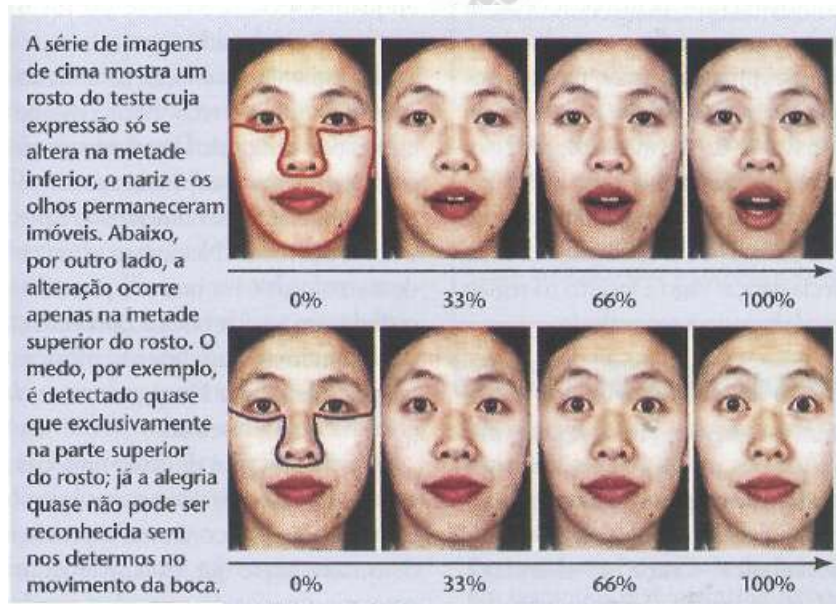 A série de imagens
de cima mostra um
rosto do teste cuja
expressão só se
altera na metade
inferior, o nariz e os
olhos permaneceram
imóveis. Abaixo,
por outro lado, a
alteração ocorre
apenas na metade
superior do rosto. O
medo, por exemplo,
é detectado quase
que exclusivamente
na parte superior
do rosto; já a alegria
quase não pode ser
reconhecida sem
nos determos no
movimento da boca.
0% 33% 66% 100%
0% 33% 66% 100%